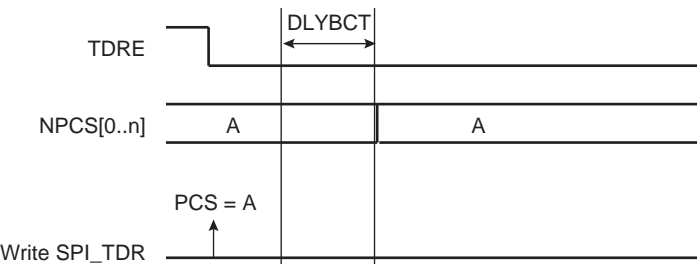 DLYBCT
TDRE
NPCS[0..n] A A
PCS = A
Write SPI_TDR